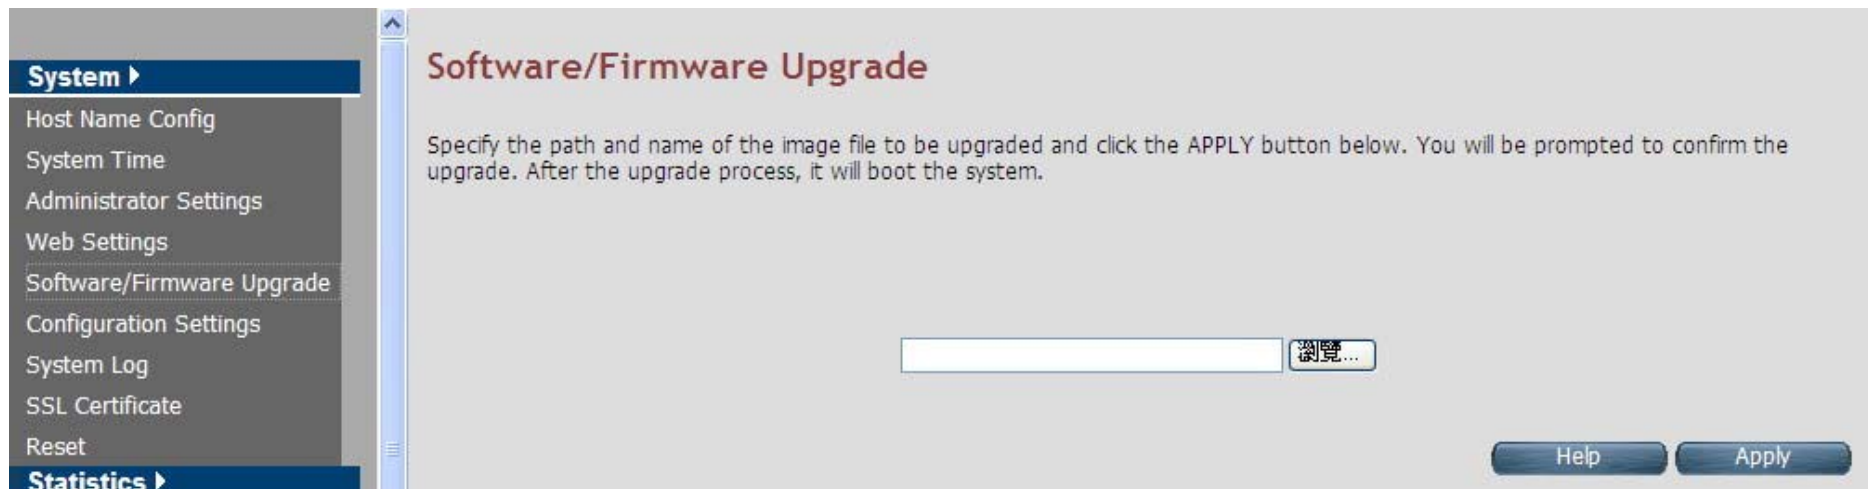 System
Host Name Config
System Time
Administrator Settings
Web Settings
Software/Firmware Upgrade
Configuration Settings
System Log
SSL Certificate
Reset
Statistics
Software/Firmware Upgrade
Specify the path and name of the image file to be upgraded and click the APPLY button below. You will be prompted to confirm the
upgrade. After the upgrade process, it will boot the system.
瀏覽...
Help
Apply